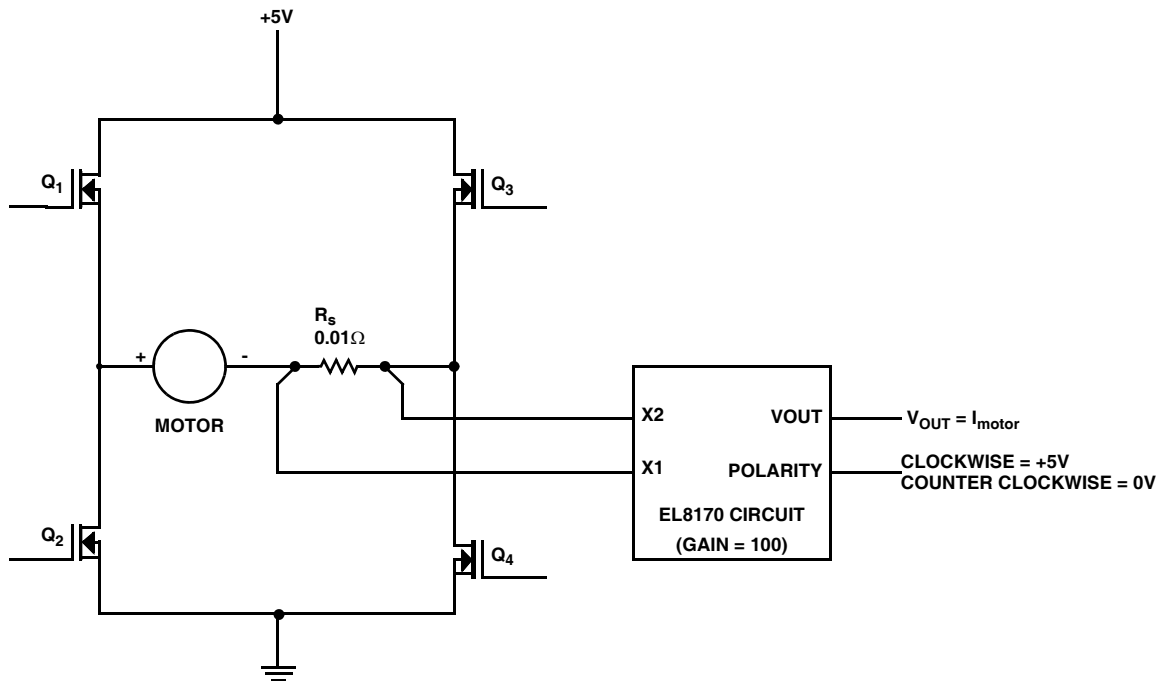 +5V
Q1
Q3
Rs
0.01Ω
+
-
MOTOR
X2
VOUT
VOUT = Imotor
X1
POLARITY
CLOCKWISE = +5V
COUNTER CLOCKWISE = 0V
EL8170 CIRCUIT
(GAIN = 100)
Q2
Q4